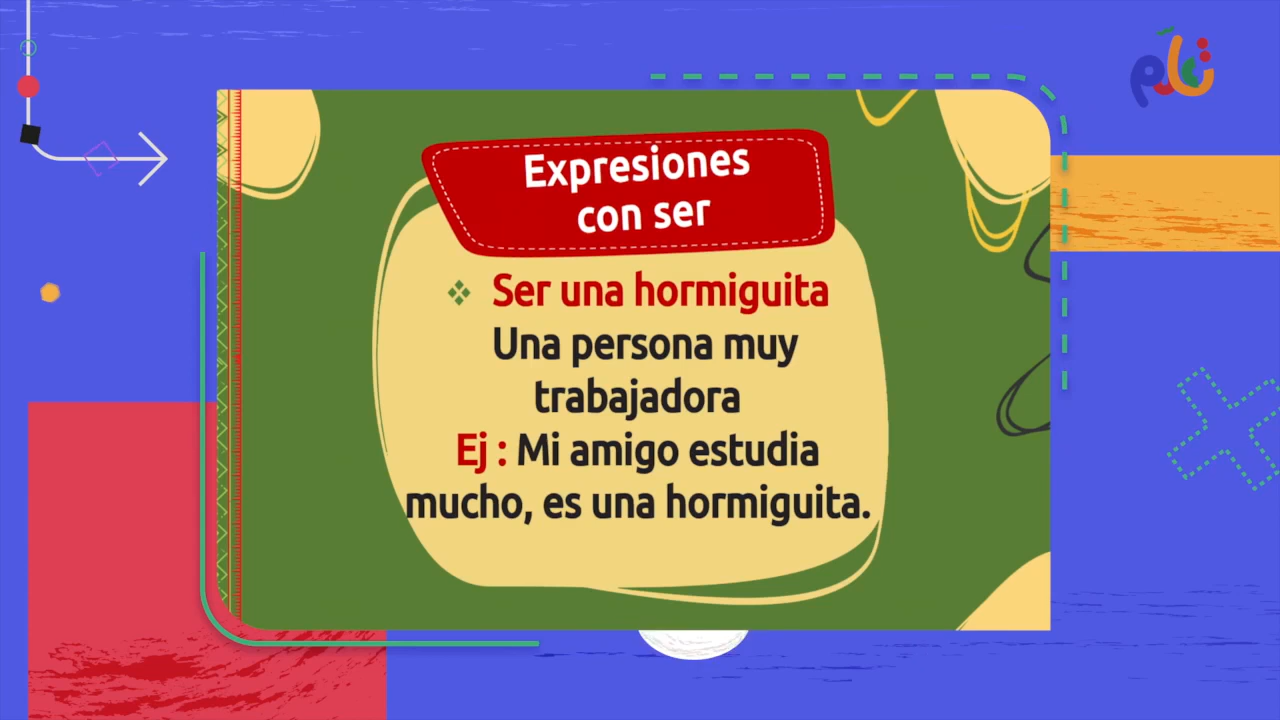 Expresiones
con ser
❖ Ser una hormiguita
Una persona muy
trabajadora
Ej : Mi amigo estudia
mucho, es una hormiguita.